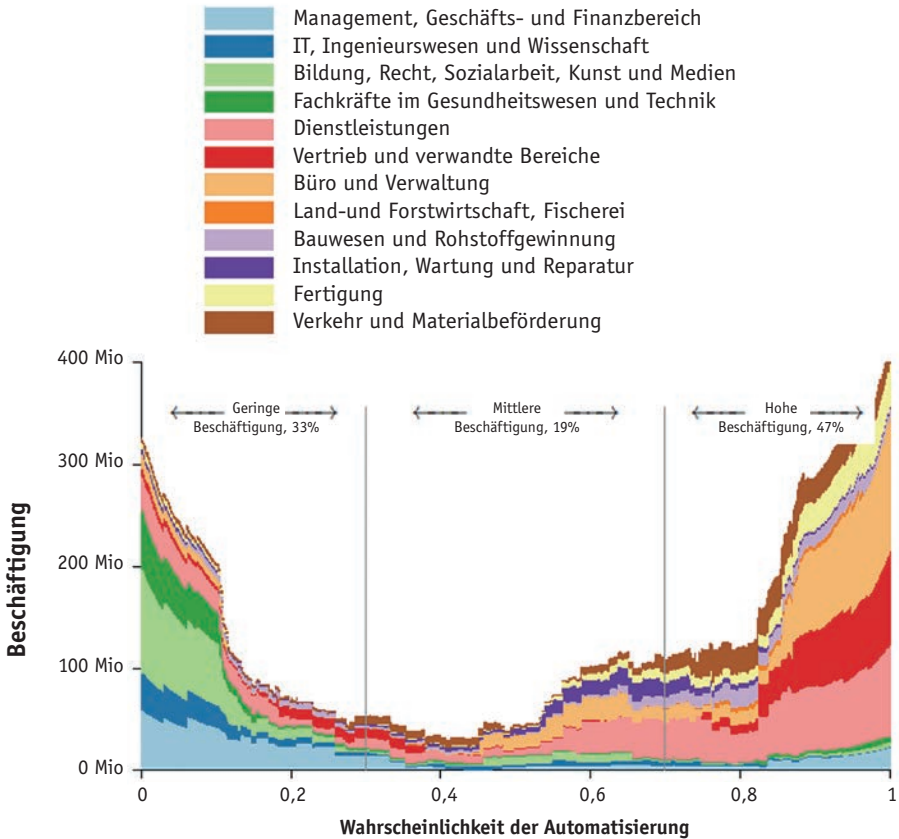 Management, Geschäfts- und Finanzbereich
IT, Ingenieurswesen und Wissenschaft
Bildung, Recht, Sozialarbeit, Kunst und Medien
Fachkräfte im Gesundheitswesen und Technik
Dienstleistungen
Vertrieb und verwandte Bereiche
Büro und Verwaltung
Land-und Forstwirtschaft, Fischerei
Bauwesen und Rohstoffgewinnung
Installation, Wartung und Reparatur
Fertigung
Verkehr und Materialbeförderung
400 Mio
300 Mio
200 Mio
100 Mio
0 Mio
Beschäftigung
Geringe
Beschäftigung, 33%
Mittlere
Beschäftigung, 19%
Hohe
Beschäftigung, 47%
0 0,2 0,4 0,6 0,8 1
Wahrscheinlichkeit der Automatisierung